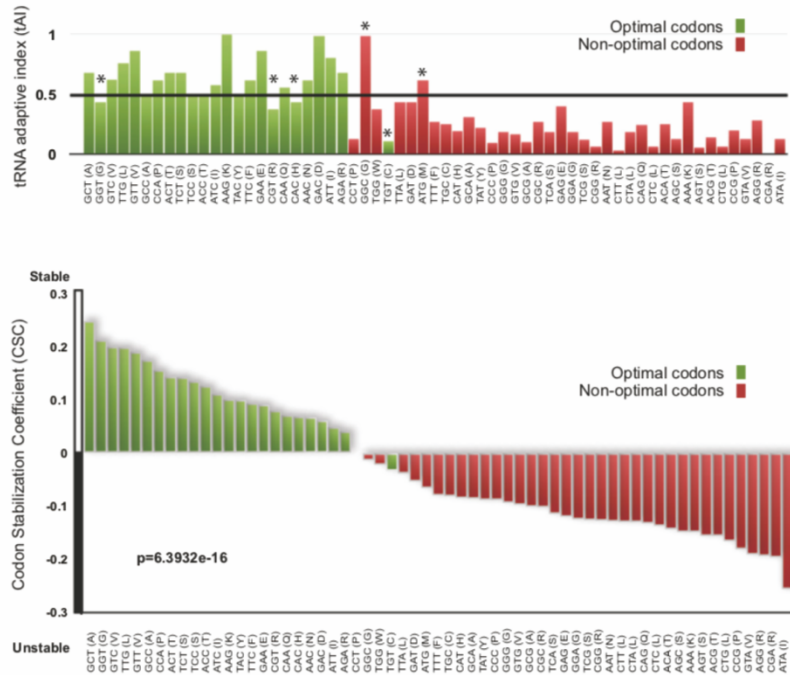 tRNA adaptive index (tAI)
1
0.5
0
Optimal codons
Non-optimal codons
*
*
*
*
*
*
GCT (A)
GGT (G)
GTC (V)
TTG (L)
GTT (V)
GCC (A)
CCA (P)
ACT (T)
TCT (S)
TCC (S)
ACC (T)
ATC (I)
AAG (K)
TAC (Y)
TTC (F)
GAA (E)
CGT (R)
CAA (Q)
CAC (H)
AAC (N)
GAC (D)
ATT (I)
AGA (R)
CCT (P)
GGC (G)
TGG (W)
TGT (C)
TTA (L)
GAT (D)
ATG (M)
TTT (F)
TGC (C)
CAT (H)
GCA (A)
TAT (Y)
CCC (P)
GGG (G)
GTG (V)
GCG (A)
CGC (R)
TCA (S)
GAG (E)
GGA (G)
TCG (S)
CGG (R)
AAT (N)
CTT (L)
CTA (L)
CAG (Q)
CTC (L)
ACA (T)
AGC (S)
AAA (K)
AGT (S)
ACG (T)
CTG (L)
CCG (P)
GTA (V)
AGG (R)
CGA (R)
ATA (I)
Codon Stabilization Coefficient (CSC)
Stable
0.3
0.2
0.1
0
-0.1
-0.2
-0.3
Unstable
Optimal codons
Non-optimal codons
p=6.3932e-16
GCT (A)
GGT (G)
GTC (V)
TTG (L)
GTT (V)
GCC (A)
CCA (P)
ACT (T)
TCT (S)
TCC (S)
ACC (T)
ATC (I)
AAG (K)
TAC (Y)
TTC (F)
GAA (E)
CGT (R)
CAA (Q)
CAC (H)
AAC (N)
GAC (D)
ATT (I)
AGA (R)
CCT (P)
GGC (G)
TGG (W)
TGT (C)
TTA (L)
GAT (D)
ATG (M)
TTT (F)
TGC (C)
CAT (H)
GCA (A)
TAT (Y)
CCC (P)
GGG (G)
GTG (V)
GCG (A)
CGC (R)
TCA (S)
GAG (E)
GGA (G)
TCG (S)
CGG (R)
AAT (N)
CTT (L)
CTA (L)
CAG (Q)
CTC (L)
ACA (T)
AGC (S)
AAA (K)
AGT (S)
ACG (T)
CTG (L)
CCG (P)
GTA (V)
AGG (R)
CGA (R)
ATA (I)